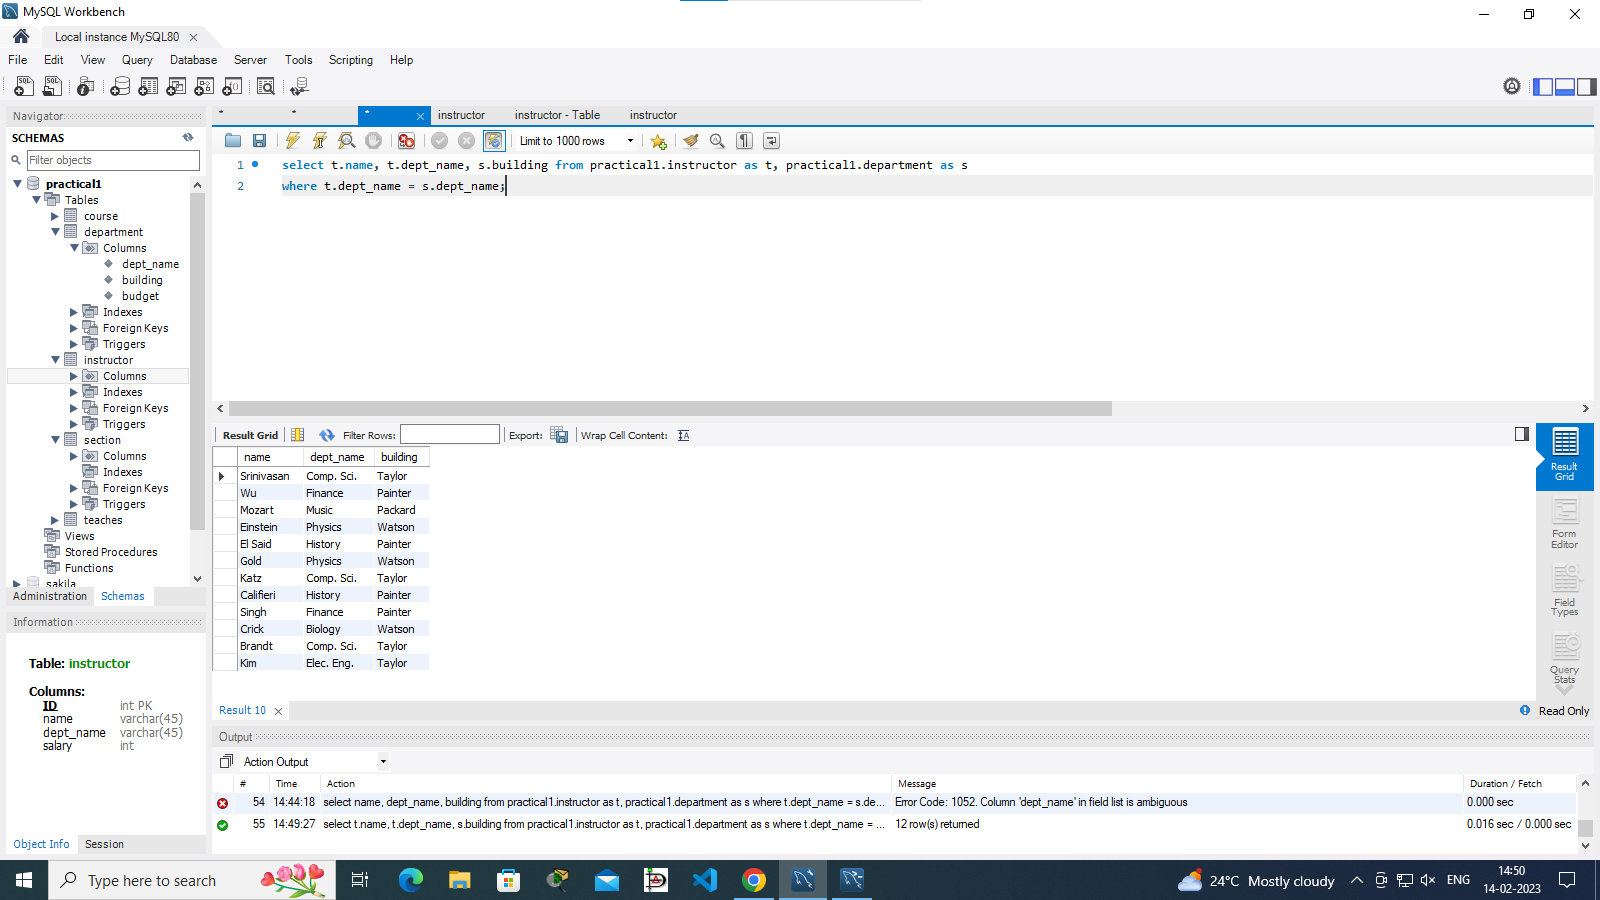 MySQL Workbench
Local instance MySQL80
File Edit View Query Database Server Tools Scripting Help
Navigator
SCHEMAS
Filter objects
practical1
Tables
course
department
Columns
dept_name
building
budget
Indexes
Foreign Keys
Triggers
instructor
Columns
Indexes
Foreign Keys
Triggers
section
Columns
Indexes
Foreign Keys
Triggers
teaches
Views
Stored Procedures
Functions
sakila
Administration Schemas
Information
Table: instructor
Columns:
ID int PK
name varchar(45)
dept_name varchar(45)
salary int
Object Info Session
instructor instructor - Table instructor
Limit to 1000 rows
1 select t.name, t.dept_name, s.building from practical1.instructor as t, practical1.department as s
2 where t.dept_name = s.dept_name;
Result Grid Filter Rows: Export: Wrap Cell Content:
name dept_name building
Srinivasan Comp. Sci. Taylor
Wu Finance Painter
Mozart Music Packard
Einstein Physics Watson
El Said History Painter
Gold Physics Watson
Katz Comp. Sci. Taylor
Califieri History Painter
Singh Finance Painter
Crick Biology Watson
Brandt Comp. Sci. Taylor
Kim Elec. Eng. Taylor
Result
Grid
Form
Editor
Field
Types
Query
Stats
Result 10
Read Only
Output
Action Output
# Time Action Message Duration / Fetch
54 14:44:18 select name, dept_name, building from practical1.instructor as t, practical1.department as s where t.dept_name = s.de... Error Code: 1052. Column 'dept_name' in field list is ambiguous 0.000 sec
55 14:49:27 select t.name, t.dept_name, s.building from practical1.instructor as t, practical1.department as s where t.dept_name = ... 12 row(s) returned 0.016 sec / 0.000 sec
Type here to search
24°C Mostly cloudy
ENG
14:50
14-02-2023